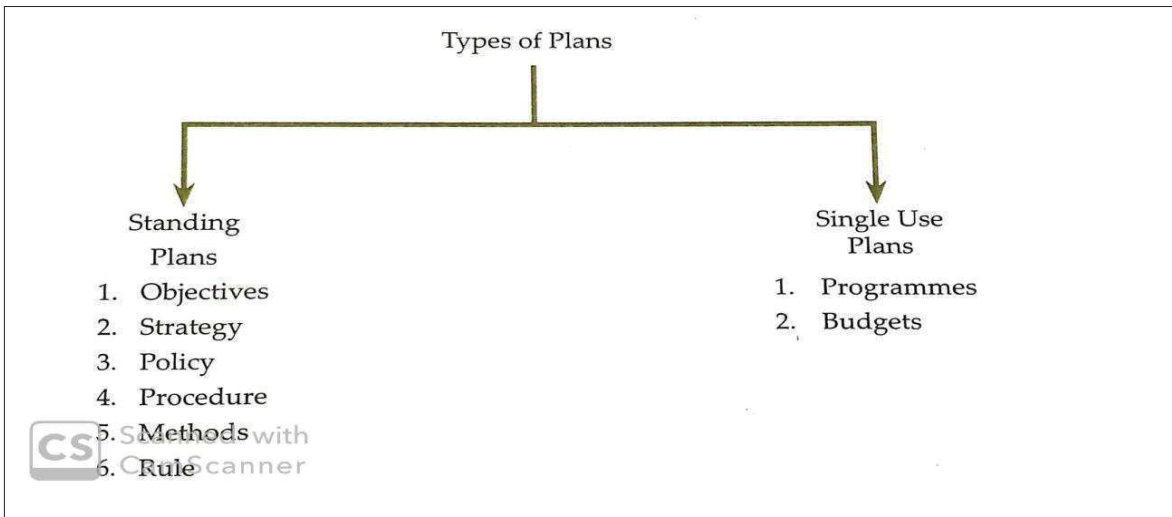 Types of Plans
Standing
Plans
1. Objectives
2. Strategy
3. Policy
4. Procedure
5. Methods
6. Rule
Single Use
Plans
1. Programmes
2. Budgets
CS Scanned with
CamScanner